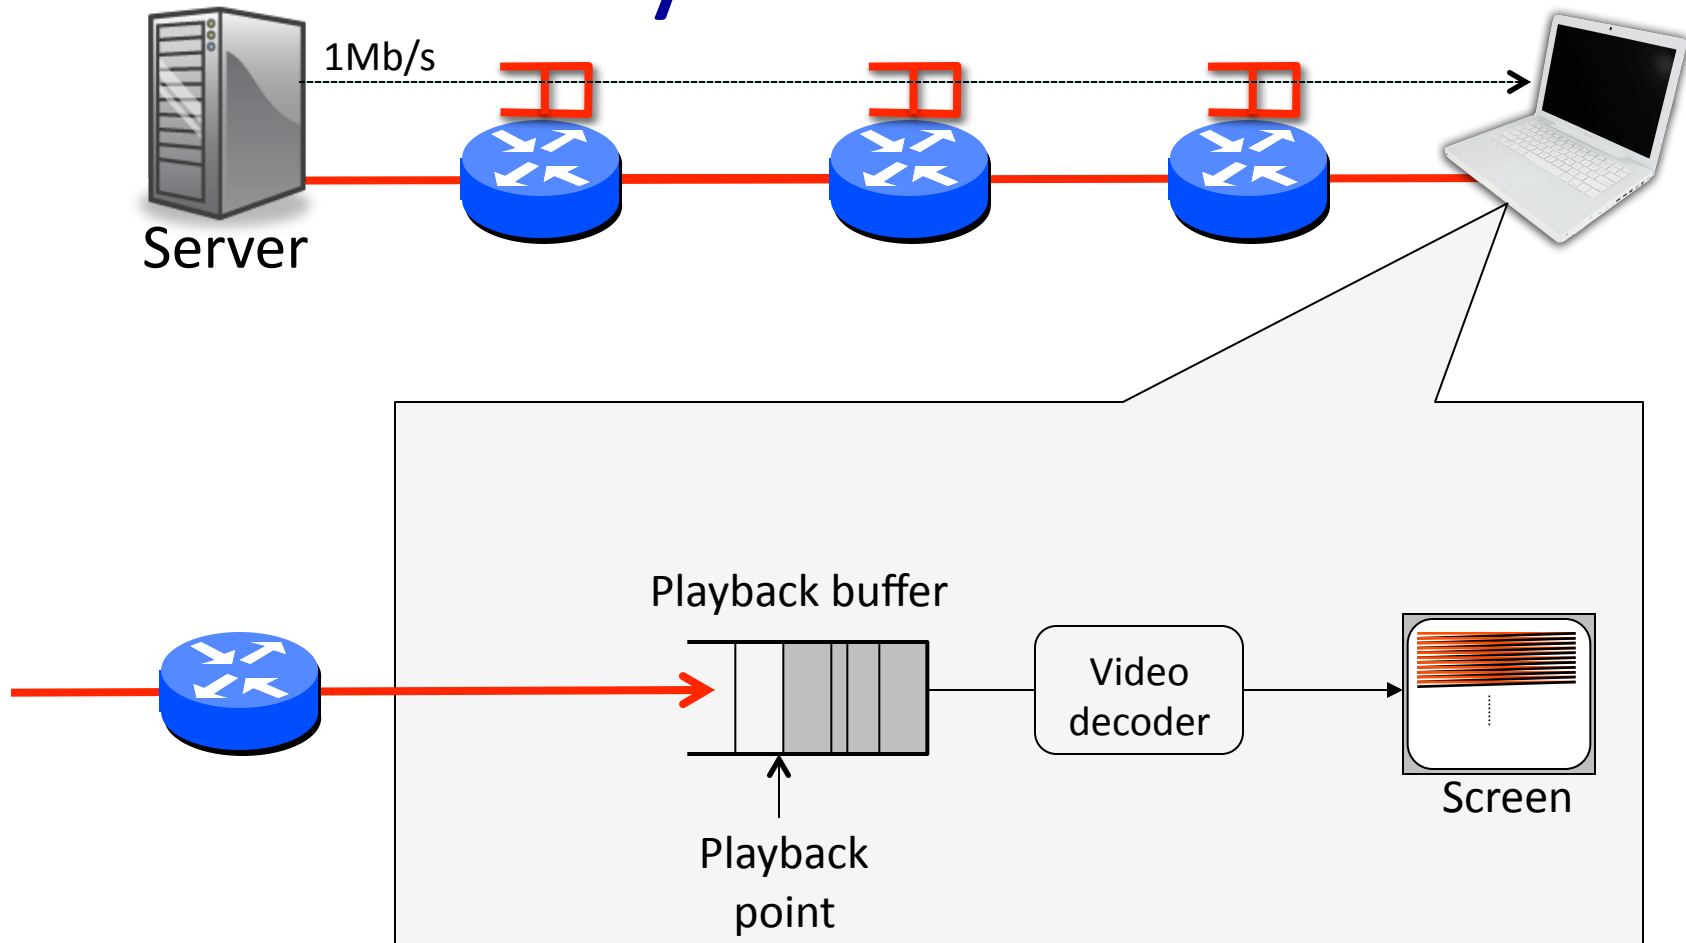 1Mb/s
Server
Playback buffer
Video
decoder
Screen
Playback
point